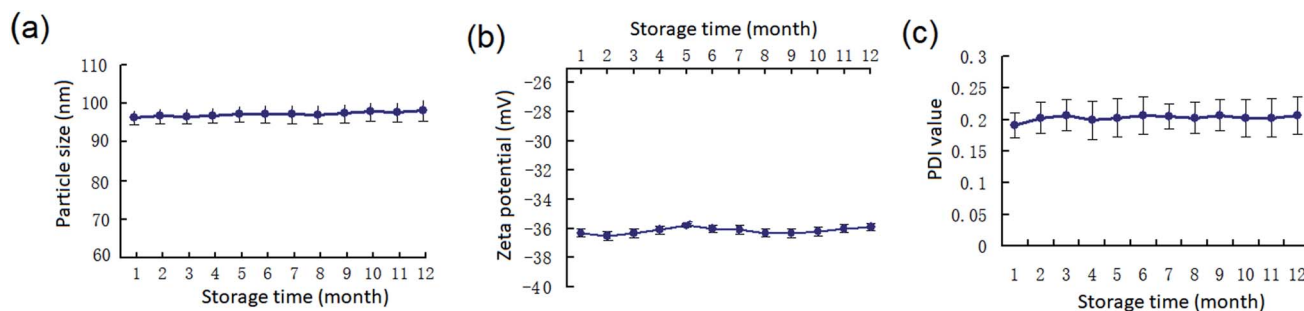 (a)
Particle size (nm)
110
100
90
80
70
60
1 2 3 4 5 6 7 8 9 10 11 12
Storage time (month)
(b)
Storage time (month)
1 2 3 4 5 6 7 8 9 10 11 12
Zeta potential (mV)
-26
-28
-30
-32
-34
-36
-38
-40
(c)
PDI value
0.3
0.25
0.2
0.15
0.1
0.05
0
1 2 3 4 5 6 7 8 9 10 11 12
Storage time (month)